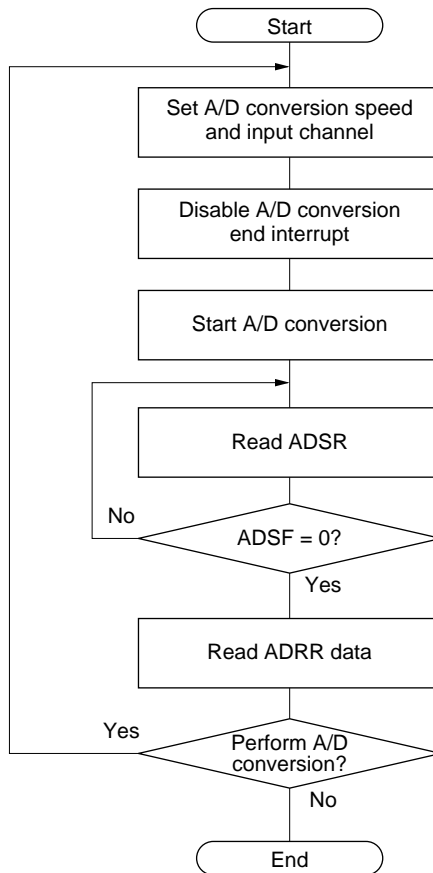 Start
Set A/D conversion speed
and input channel
Disable A/D conversion
end interrupt
Start A/D conversion
Read ADSR
No
ADSF = 0?
Yes
Read ADRR data
Yes
Perform A/D
conversion?
No
End